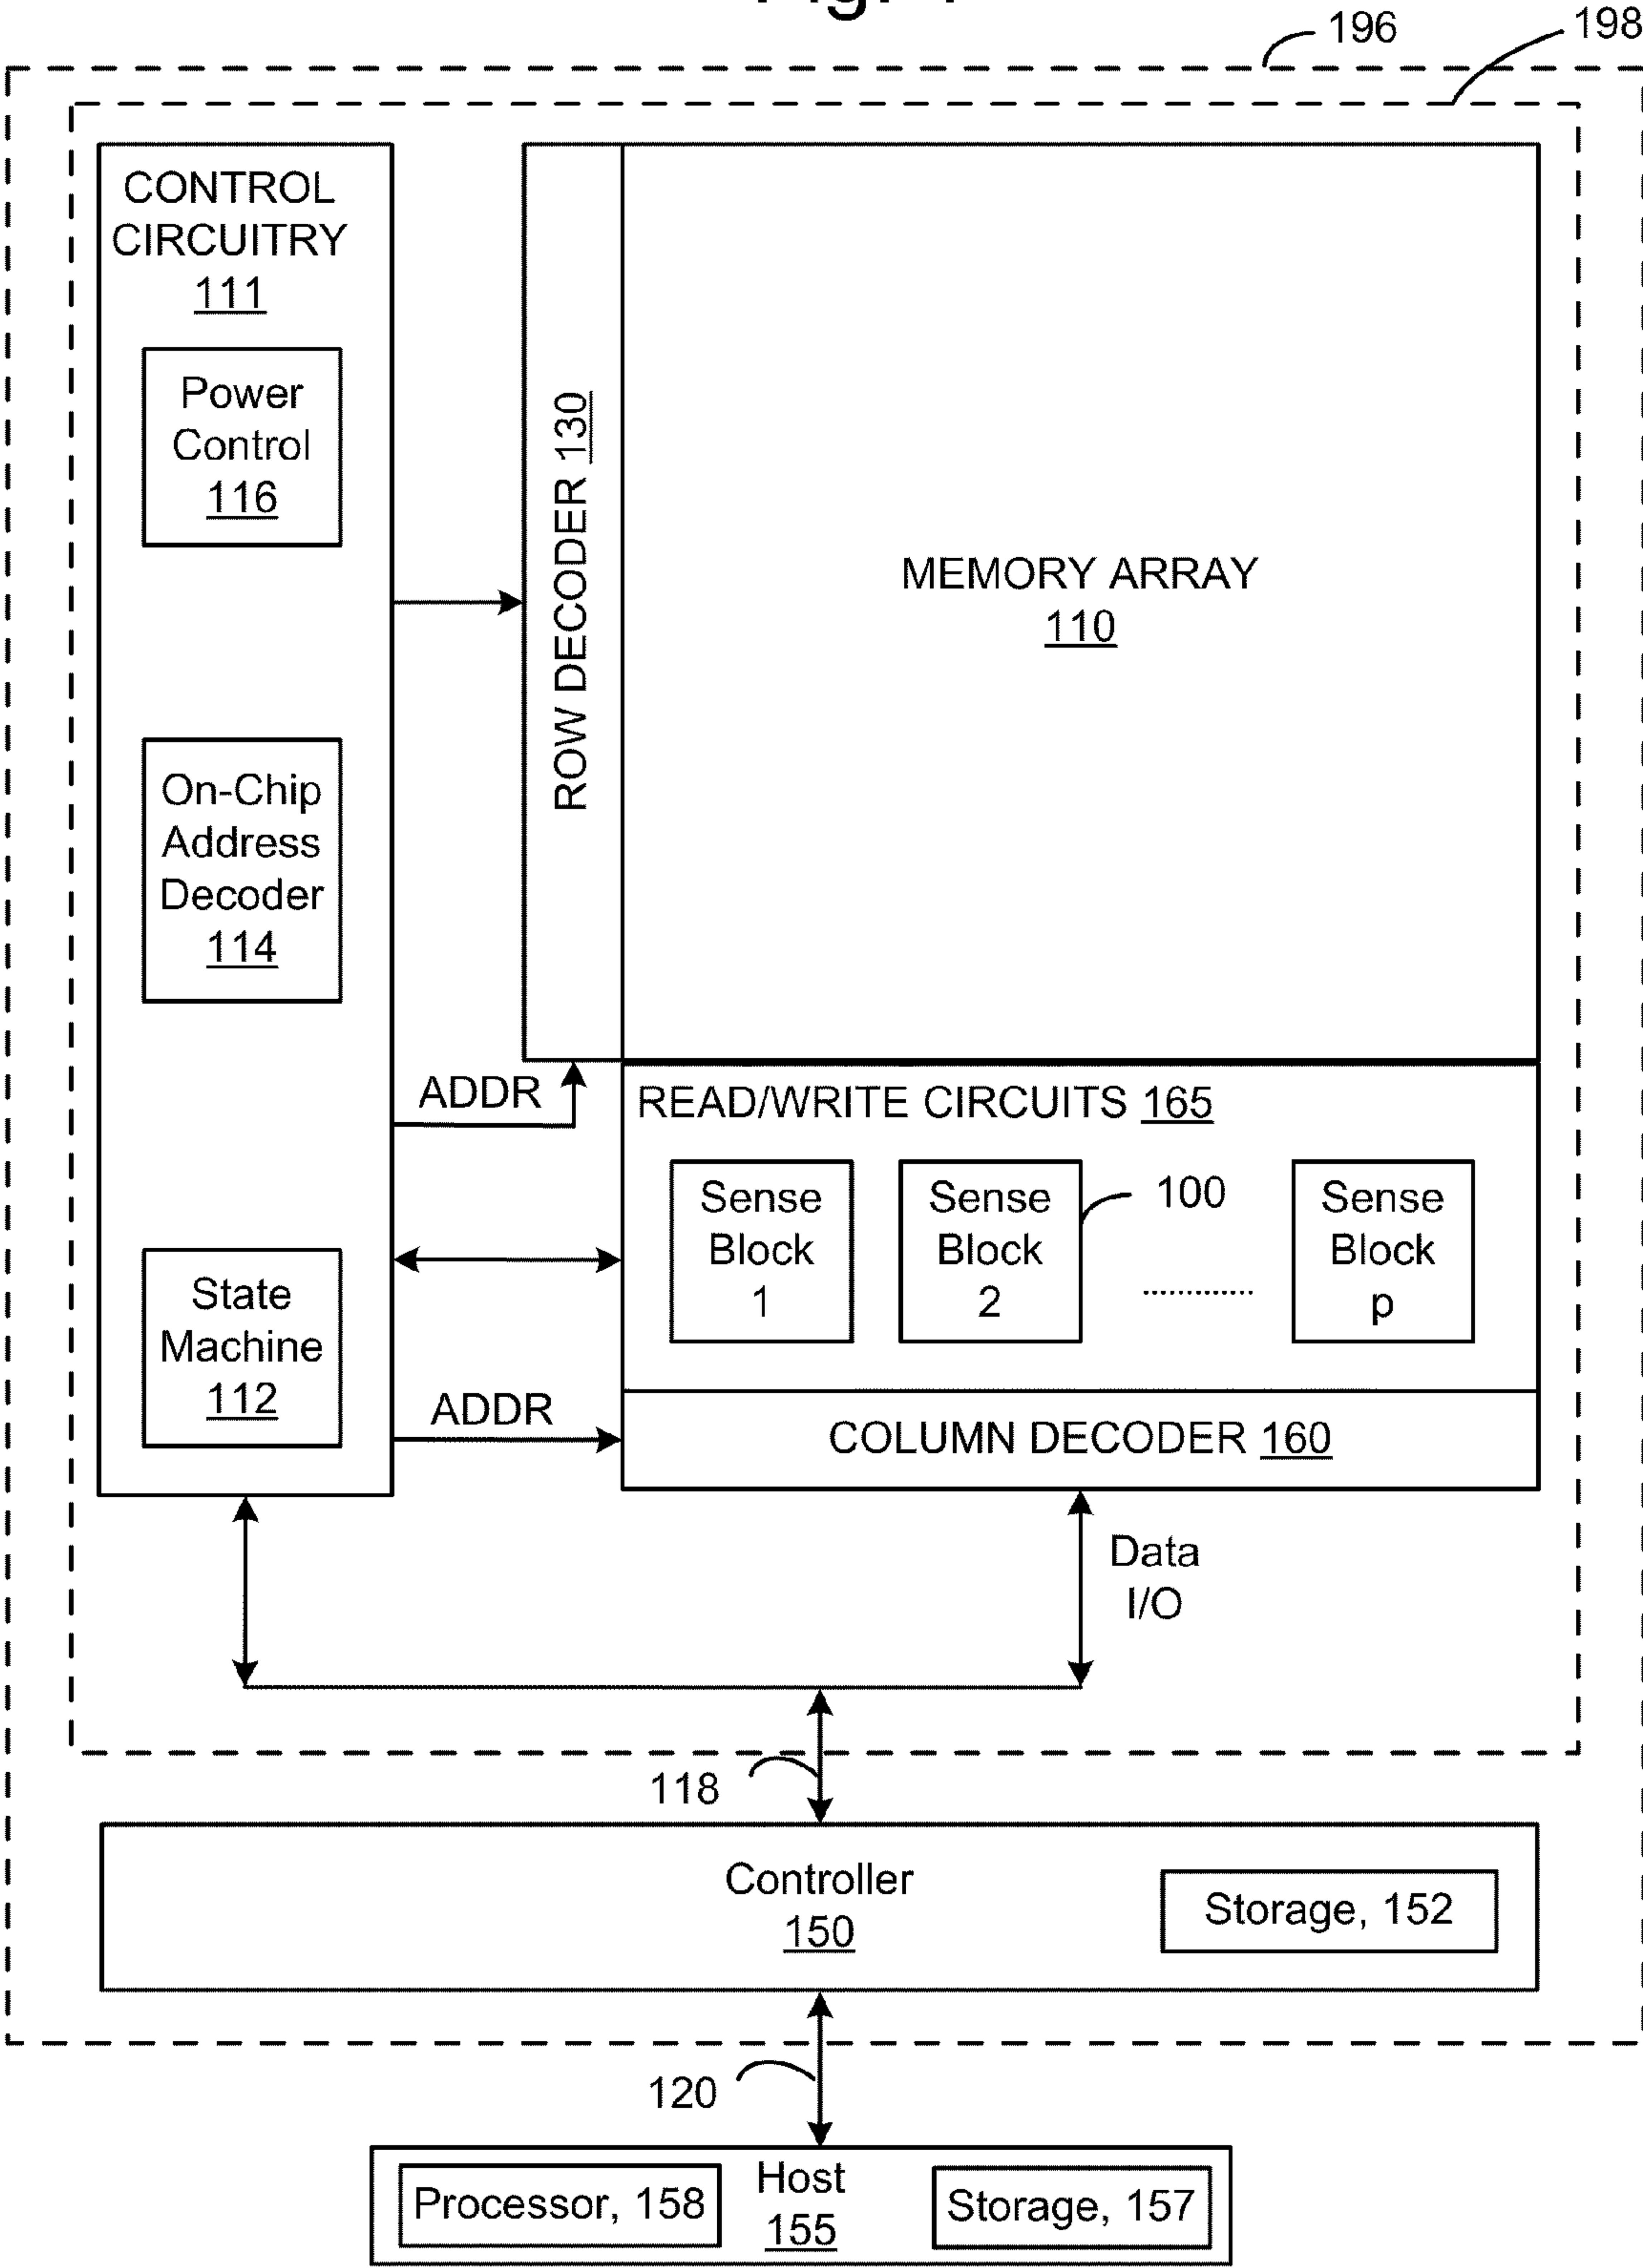 196
198
CONTROL
CIRCUITRY
111
Power
Control
116
On-Chip
Address
Decoder
114
State
Machine
112
ROW DECODER 130
MEMORY ARRAY
110
ADDR
READ/WRITE CIRCUITS 165
Sense
Block
1
Sense
Block
2
100
............
Sense
Block
p
ADDR
COLUMN DECODER 160
Data
I/O
118
Controller
150
Storage, 152
120
Host
155
Processor, 158
Storage, 157